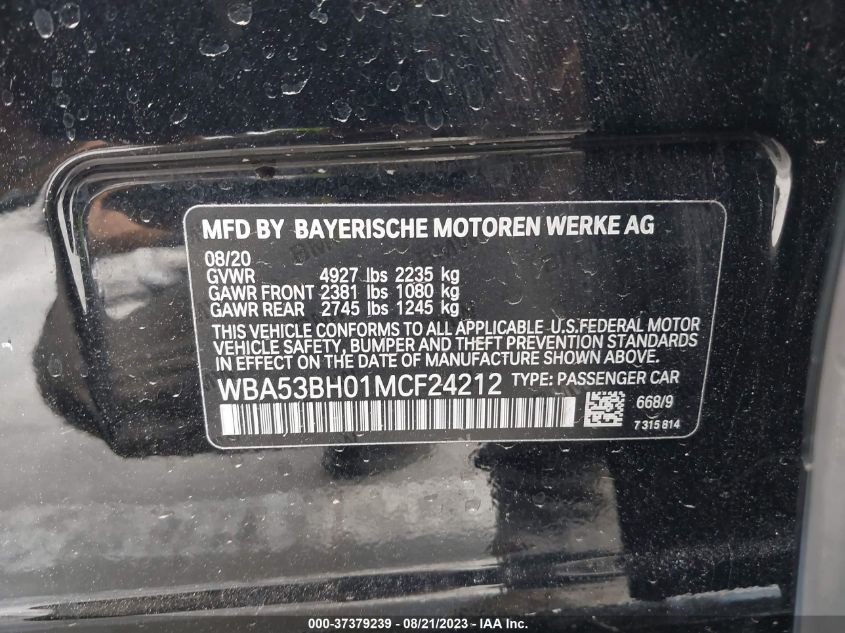 MFD BY BAYERISCHE MOTOREN WERKE AG
08/20
GVWR 4927 lbs 2235 kg
GAWR FRONT 2381 lbs 1080 kg
GAWR REAR 2745 lbs 1245 kg
THIS VEHICLE CONFORMS TO ALL APPLICABLE U.S.FEDERAL MOTOR
VEHICLE SAFETY, BUMPER AND THEFT PREVENTION STANDARDS
IN EFFECT ON THE DATE OF MANUFACTURE SHOWN ABOVE.
WBA53BH01MCF24212 TYPE: PASSENGER CAR
668/9
7 315 814
000-37379239 - 08/21/2023 - IAA Inc.